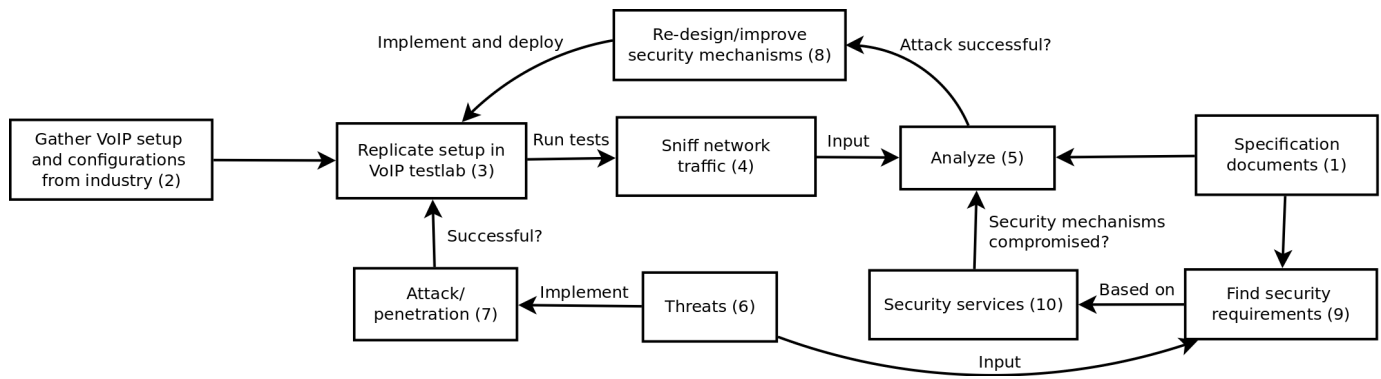 Re-design/improve
security mechanisms (8)
Implement and deploy
Attack successful?
Gather VoIP setup
and configurations
from industry (2)
Replicate setup in
VoIP testlab (3)
Run tests
Sniff network
traffic (4)
Input
Analyze (5)
Specification
documents (1)
Successful?
Security mechanisms
compromised?
Attack/
penetration (7)
Implement
Threats (6)
Security services (10)
Based on
Find security
requirements (9)
Input